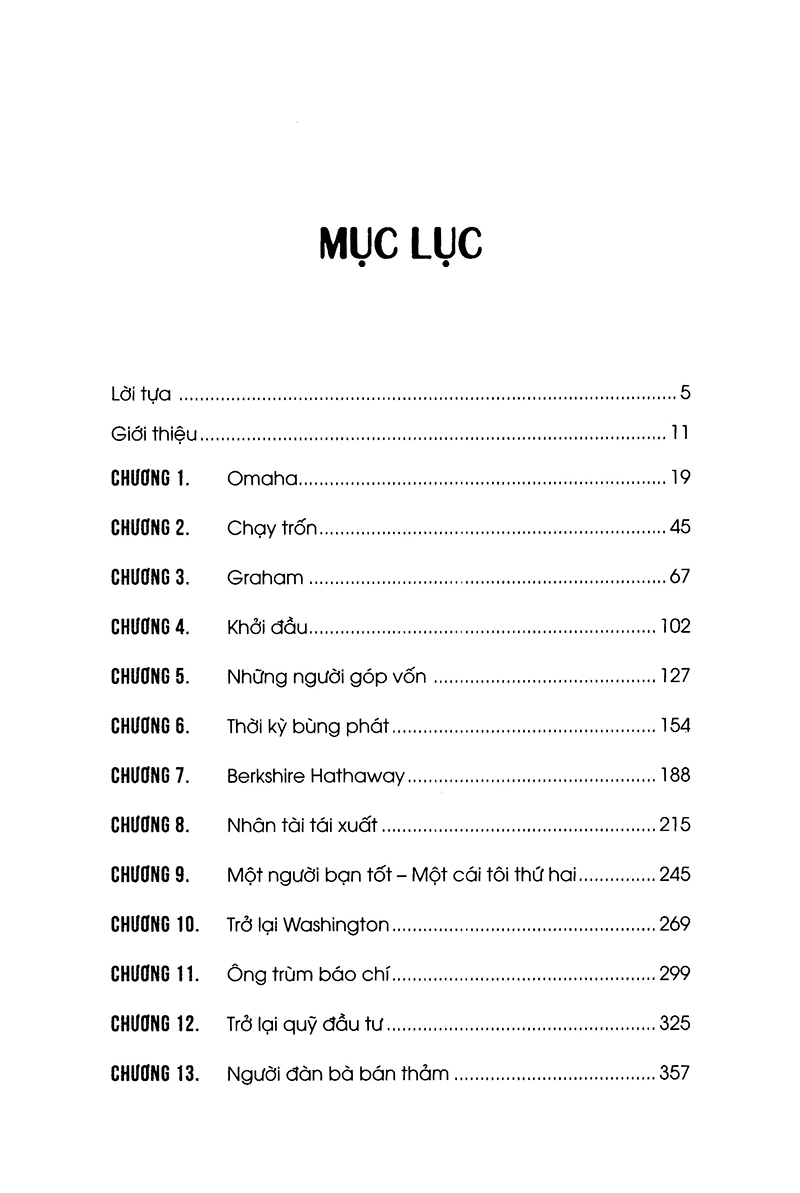 MỤC LỤC
Lời tựa ........ 5
Giới thiệu ........ 11
CHƯƠNG 1. Omaha ........ 19
CHƯƠNG 2. Chạy trốn ........ 45
CHƯƠNG 3. Graham ........ 67
CHƯƠNG 4. Khởi đầu ........ 102
CHƯƠNG 5. Những người góp vốn ........ 127
CHƯƠNG 6. Thời kỳ bùng phát ........ 154
CHƯƠNG 7. Berkshire Hathaway ........ 188
CHƯƠNG 8. Nhân tài tái xuất ........ 215
CHƯƠNG 9. Một người bạn tốt – Một cái tôi thứ hai ........ 245
CHƯƠNG 10. Trở lại Washington ........ 269
CHƯƠNG 11. Ông trùm báo chí ........ 299
CHƯƠNG 12. Trở lại quỹ đầu tư ........ 325
CHƯƠNG 13. Người đàn bà bán thảm ........ 357